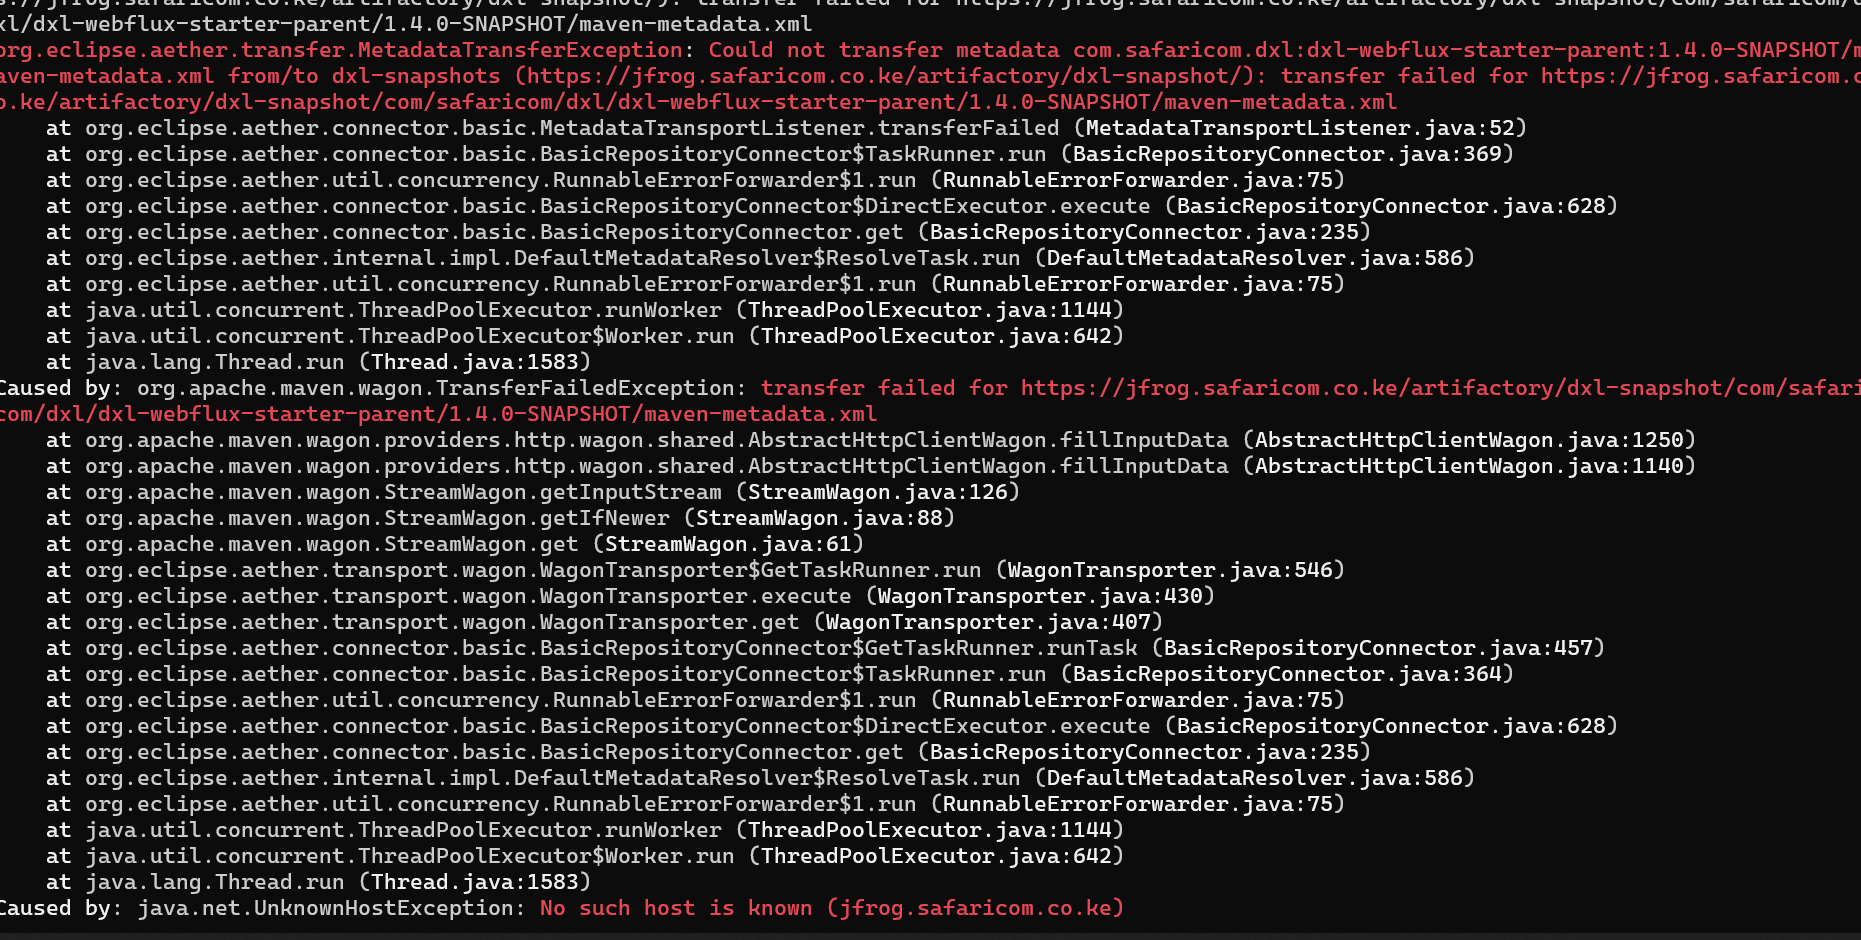 s://jfrog.safaricom.co.ke/artifactory/dxl-snapshot/): transfer failed for https://jfrog.safaricom.co.ke/artifactory/dxl-snapshot/com/safaricom/d
xl/dxl-webflux-starter-parent/1.4.0-SNAPSHOT/maven-metadata.xml
org.eclipse.aether.transfer.MetadataTransferException: Could not transfer metadata com.safaricom.dxl:dxl-webflux-starter-parent:1.4.0-SNAPSHOT/m
aven-metadata.xml from/to dxl-snapshots (https://jfrog.safaricom.co.ke/artifactory/dxl-snapshot/): transfer failed for https://jfrog.safaricom.c
o.ke/artifactory/dxl-snapshot/com/safaricom/dxl/dxl-webflux-starter-parent/1.4.0-SNAPSHOT/maven-metadata.xml
    at org.eclipse.aether.connector.basic.MetadataTransportListener.transferFailed (MetadataTransportListener.java:52)
    at org.eclipse.aether.connector.basic.BasicRepositoryConnector$TaskRunner.run (BasicRepositoryConnector.java:369)
    at org.eclipse.aether.util.concurrency.RunnableErrorForwarder$1.run (RunnableErrorForwarder.java:75)
    at org.eclipse.aether.connector.basic.BasicRepositoryConnector$DirectExecutor.execute (BasicRepositoryConnector.java:628)
    at org.eclipse.aether.connector.basic.BasicRepositoryConnector.get (BasicRepositoryConnector.java:235)
    at org.eclipse.aether.internal.impl.DefaultMetadataResolver$ResolveTask.run (DefaultMetadataResolver.java:586)
    at org.eclipse.aether.util.concurrency.RunnableErrorForwarder$1.run (RunnableErrorForwarder.java:75)
    at java.util.concurrent.ThreadPoolExecutor.runWorker (ThreadPoolExecutor.java:1144)
    at java.util.concurrent.ThreadPoolExecutor$Worker.run (ThreadPoolExecutor.java:642)
    at java.lang.Thread.run (Thread.java:1583)
Caused by: org.apache.maven.wagon.TransferFailedException: transfer failed for https://jfrog.safaricom.co.ke/artifactory/dxl-snapshot/com/safari
com/dxl/dxl-webflux-starter-parent/1.4.0-SNAPSHOT/maven-metadata.xml
    at org.apache.maven.wagon.providers.http.wagon.shared.AbstractHttpClientWagon.fillInputData (AbstractHttpClientWagon.java:1250)
    at org.apache.maven.wagon.providers.http.wagon.shared.AbstractHttpClientWagon.fillInputData (AbstractHttpClientWagon.java:1140)
    at org.apache.maven.wagon.StreamWagon.getInputStream (StreamWagon.java:126)
    at org.apache.maven.wagon.StreamWagon.getIfNewer (StreamWagon.java:88)
    at org.apache.maven.wagon.StreamWagon.get (StreamWagon.java:61)
    at org.eclipse.aether.transport.wagon.WagonTransporter$GetTaskRunner.run (WagonTransporter.java:546)
    at org.eclipse.aether.transport.wagon.WagonTransporter.execute (WagonTransporter.java:430)
    at org.eclipse.aether.transport.wagon.WagonTransporter.get (WagonTransporter.java:407)
    at org.eclipse.aether.connector.basic.BasicRepositoryConnector$GetTaskRunner.runTask (BasicRepositoryConnector.java:457)
    at org.eclipse.aether.connector.basic.BasicRepositoryConnector$TaskRunner.run (BasicRepositoryConnector.java:364)
    at org.eclipse.aether.util.concurrency.RunnableErrorForwarder$1.run (RunnableErrorForwarder.java:75)
    at org.eclipse.aether.connector.basic.BasicRepositoryConnector$DirectExecutor.execute (BasicRepositoryConnector.java:628)
    at org.eclipse.aether.connector.basic.BasicRepositoryConnector.get (BasicRepositoryConnector.java:235)
    at org.eclipse.aether.internal.impl.DefaultMetadataResolver$ResolveTask.run (DefaultMetadataResolver.java:586)
    at org.eclipse.aether.util.concurrency.RunnableErrorForwarder$1.run (RunnableErrorForwarder.java:75)
    at java.util.concurrent.ThreadPoolExecutor.runWorker (ThreadPoolExecutor.java:1144)
    at java.util.concurrent.ThreadPoolExecutor$Worker.run (ThreadPoolExecutor.java:642)
    at java.lang.Thread.run (Thread.java:1583)
Caused by: java.net.UnknownHostException: No such host is known (jfrog.safaricom.co.ke)